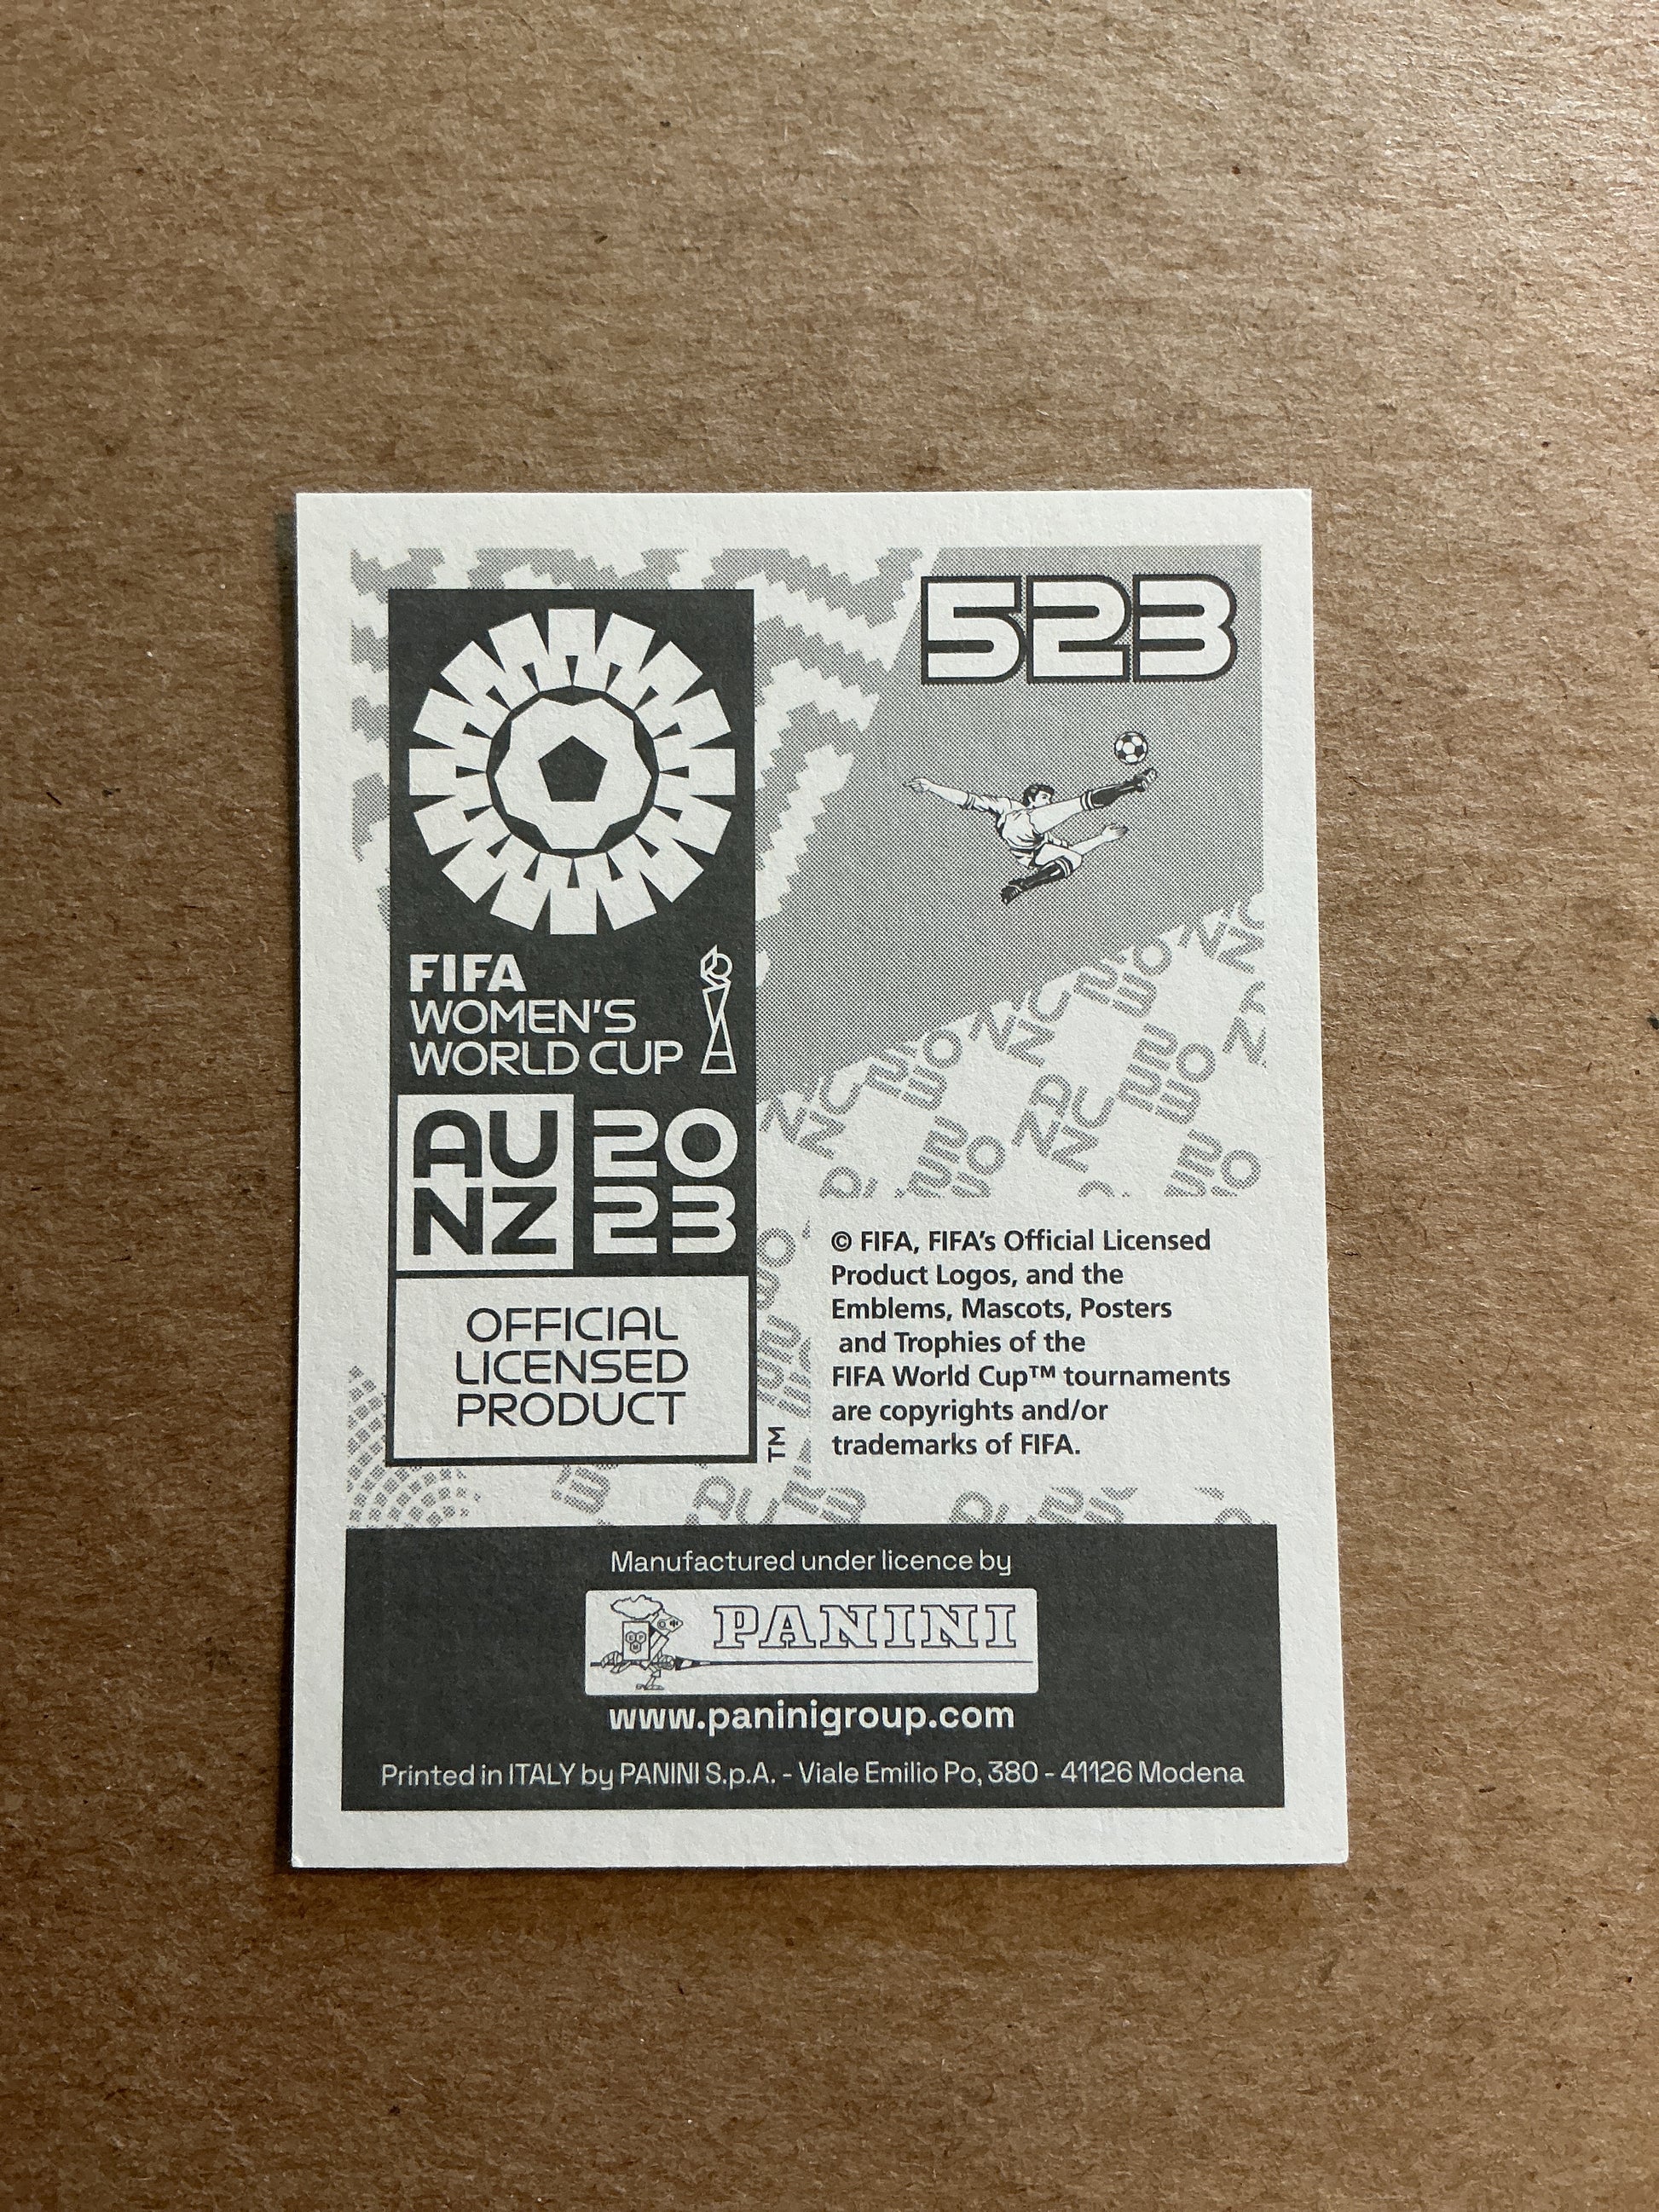 523
FIFA
WOMEN'S
WORLD CUP
AU
NZ
20
23
OFFICIAL
LICENSED
PRODUCT
TM
© FIFA, FIFA's Official Licensed
Product Logos, and the
Emblems, Mascots, Posters
and Trophies of the
FIFA World Cup™ tournaments
are copyrights and/or
trademarks of FIFA.
Manufactured under licence by
PANINI
www.paninigroup.com
Printed in ITALY by PANINI S.p.A. - Viale Emilio Po, 380 - 41126 Modena